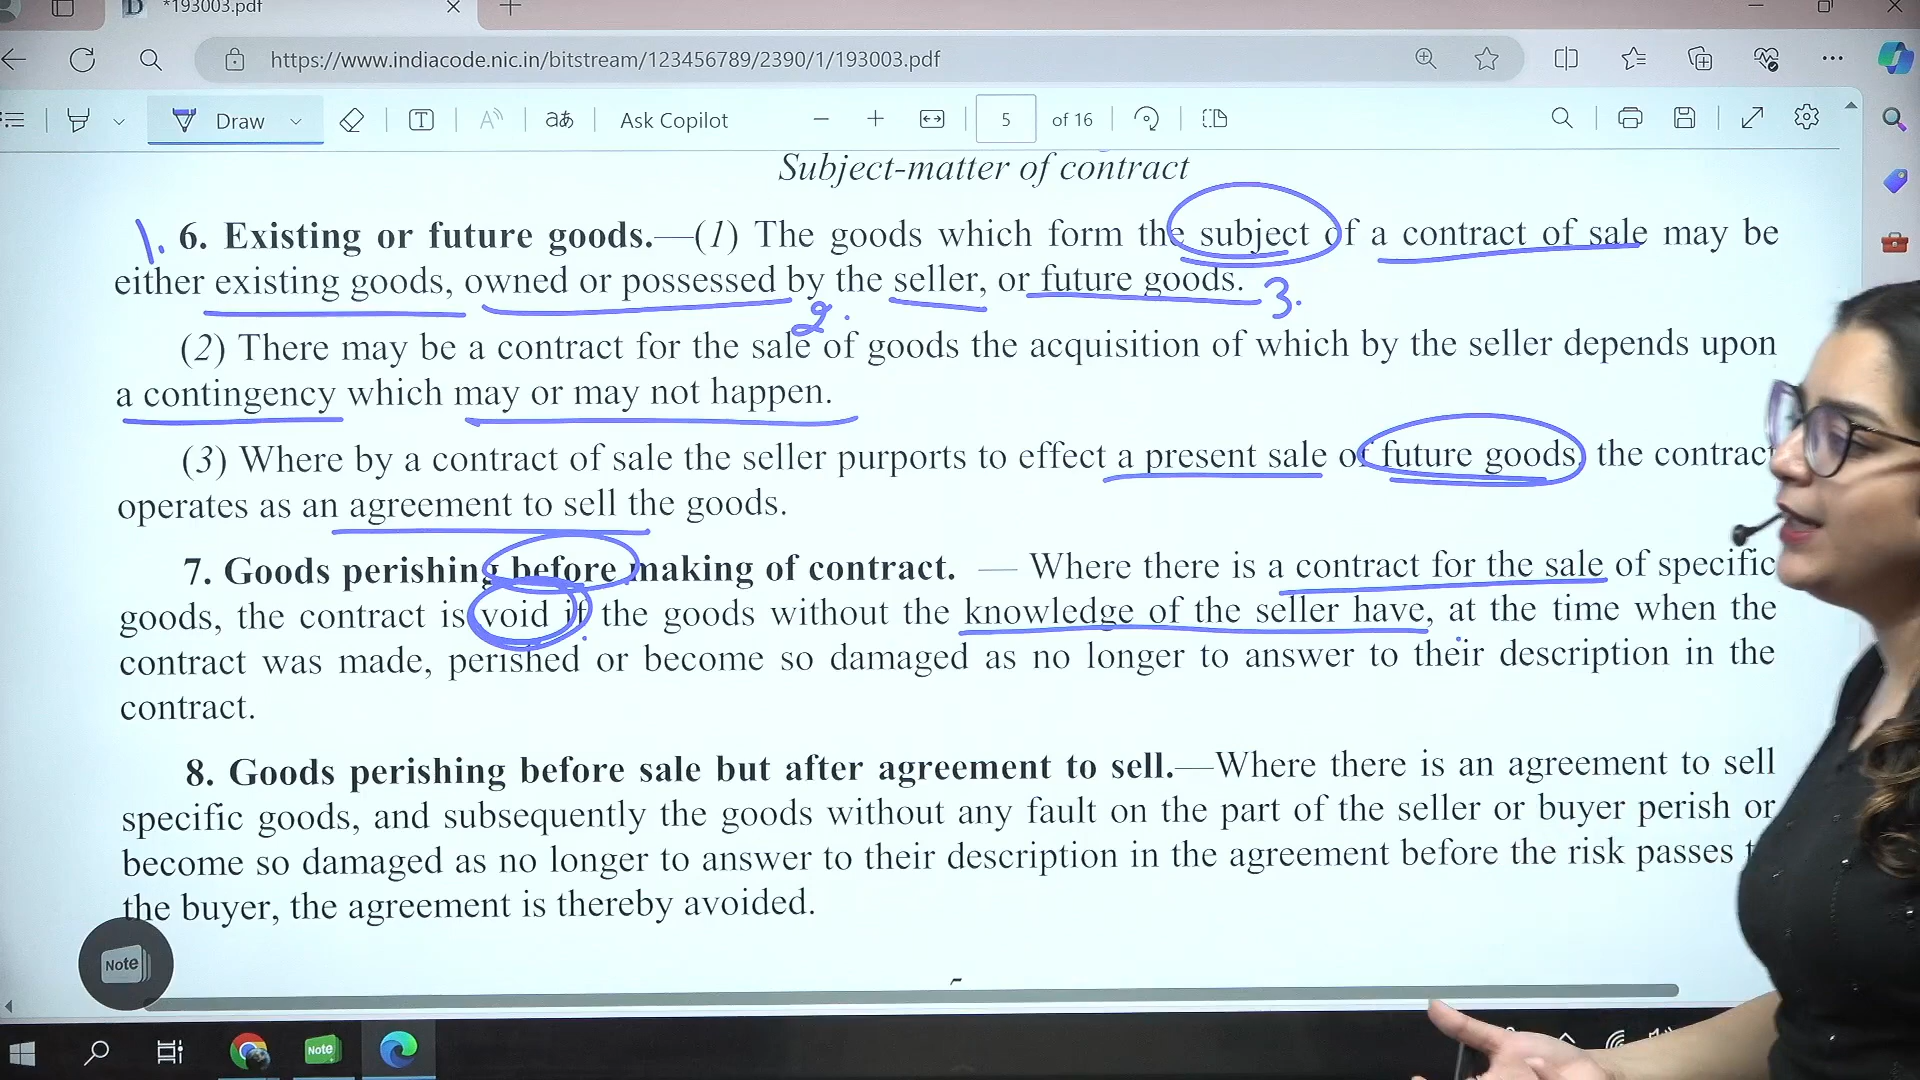 *193003.pdf
https://www.indiacode.nic.in/bitstream/123456789/2390/1/193003.pdf
Draw
T
aあ
Ask Copilot
5 of 16
Subject-matter of contract
1. 6. Existing or future goods.—(1) The goods which form the subject of a contract of sale may be
either existing goods, owned or possessed by the seller, or future goods. 3.
2.
(2) There may be a contract for the sale of goods the acquisition of which by the seller depends upon
a contingency which may or may not happen.
(3) Where by a contract of sale the seller purports to effect a present sale of future goods, the contract
operates as an agreement to sell the goods.
7. Goods perishing before making of contract. — Where there is a contract for the sale of specific
goods, the contract is void if the goods without the knowledge of the seller have, at the time when the
contract was made, perished or become so damaged as no longer to answer to their description in the
contract.
8. Goods perishing before sale but after agreement to sell.—Where there is an agreement to sell
specific goods, and subsequently the goods without any fault on the part of the seller or buyer perish or
become so damaged as no longer to answer to their description in the agreement before the risk passes
the buyer, the agreement is thereby avoided.
Note
Note